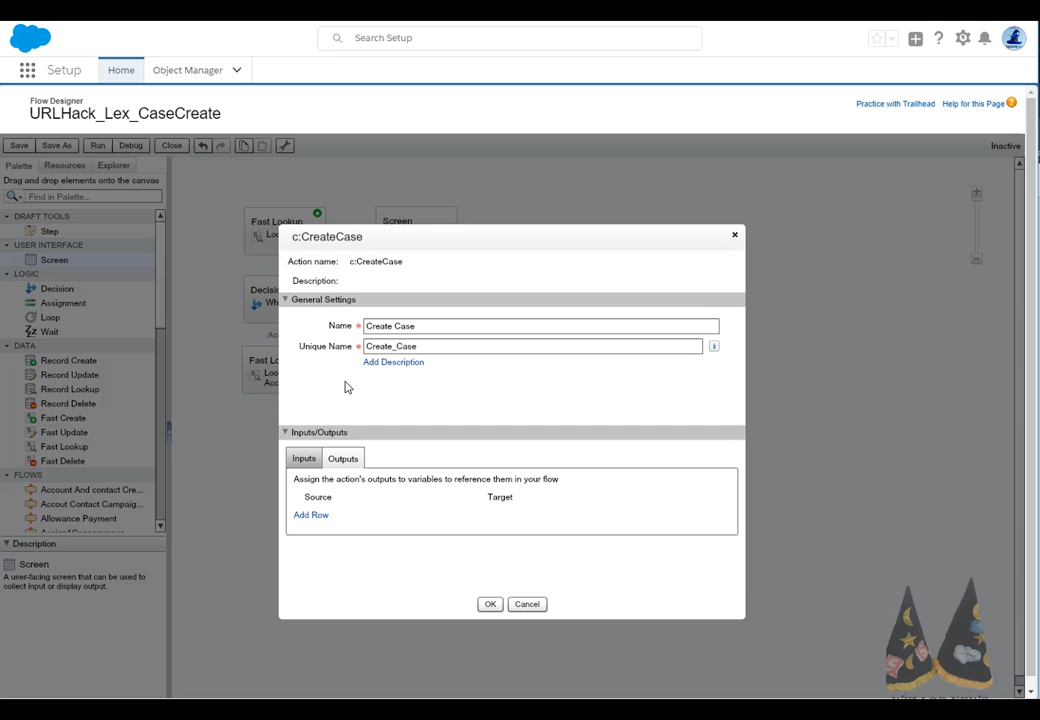 Search Setup
Setup
Home
Object Manager
Flow Designer
URLHack_Lex_CaseCreate
Practice with Trailhead
Help for this Page
Save
Save As
Run
Debug
Close
Inactive
Palette
Resources
Explorer
Drag and drop elements onto the canvas
Find in Palette...
DRAFT TOOLS
Step
USER INTERFACE
Screen
LOGIC
Decision
Assignment
Loop
Wait
DATA
Record Create
Record Update
Record Lookup
Record Delete
Fast Create
Fast Update
Fast Lookup
Fast Delete
FLOWS
Account And contact Cre...
Accout Contact Campaig...
Allowance Payment
Description
Screen
A user-facing screen that can be used to
collect input or display output.
Fast Lookup
Screen
Decisio
Wh
Fast Lo
Loo
Acc
c:CreateCase
Action name: c:CreateCase
Description:
General Settings
Name * Create Case
Unique Name * Create_Case
Add Description
Inputs/Outputs
Inputs
Outputs
Assign the action's outputs to variables to reference them in your flow
Source
Target
Add Row
OK
Cancel